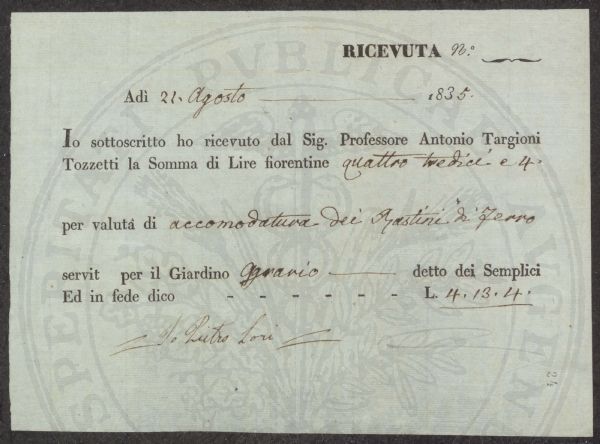 RICEVUTA N.º
Adì 21. Agosto 1835.
Io sottoscritto ho ricevuto dal Sig. Professore Antonio Targioni
Tozzetti la Somma di Lire fiorentine quattro tredici e 4.
per valuta di accomodatura dei Rastini di Ferro
servit per il Giardino Agrario detto dei Semplici
Ed in fede dico - - - - - - L. 4. 13. 4.
Io Pietro Lori
24